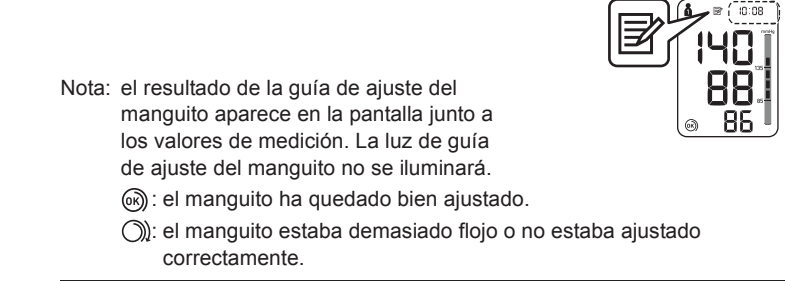 10:08
mmHg
140
135
88
85
OK 86
Nota: el resultado de la guía de ajuste del
manguito aparece en la pantalla junto a
los valores de medición. La luz de guía
de ajuste del manguito no se iluminará.
OK : el manguito ha quedado bien ajustado.
: el manguito estaba demasiado flojo o no estaba ajustado
correctamente.